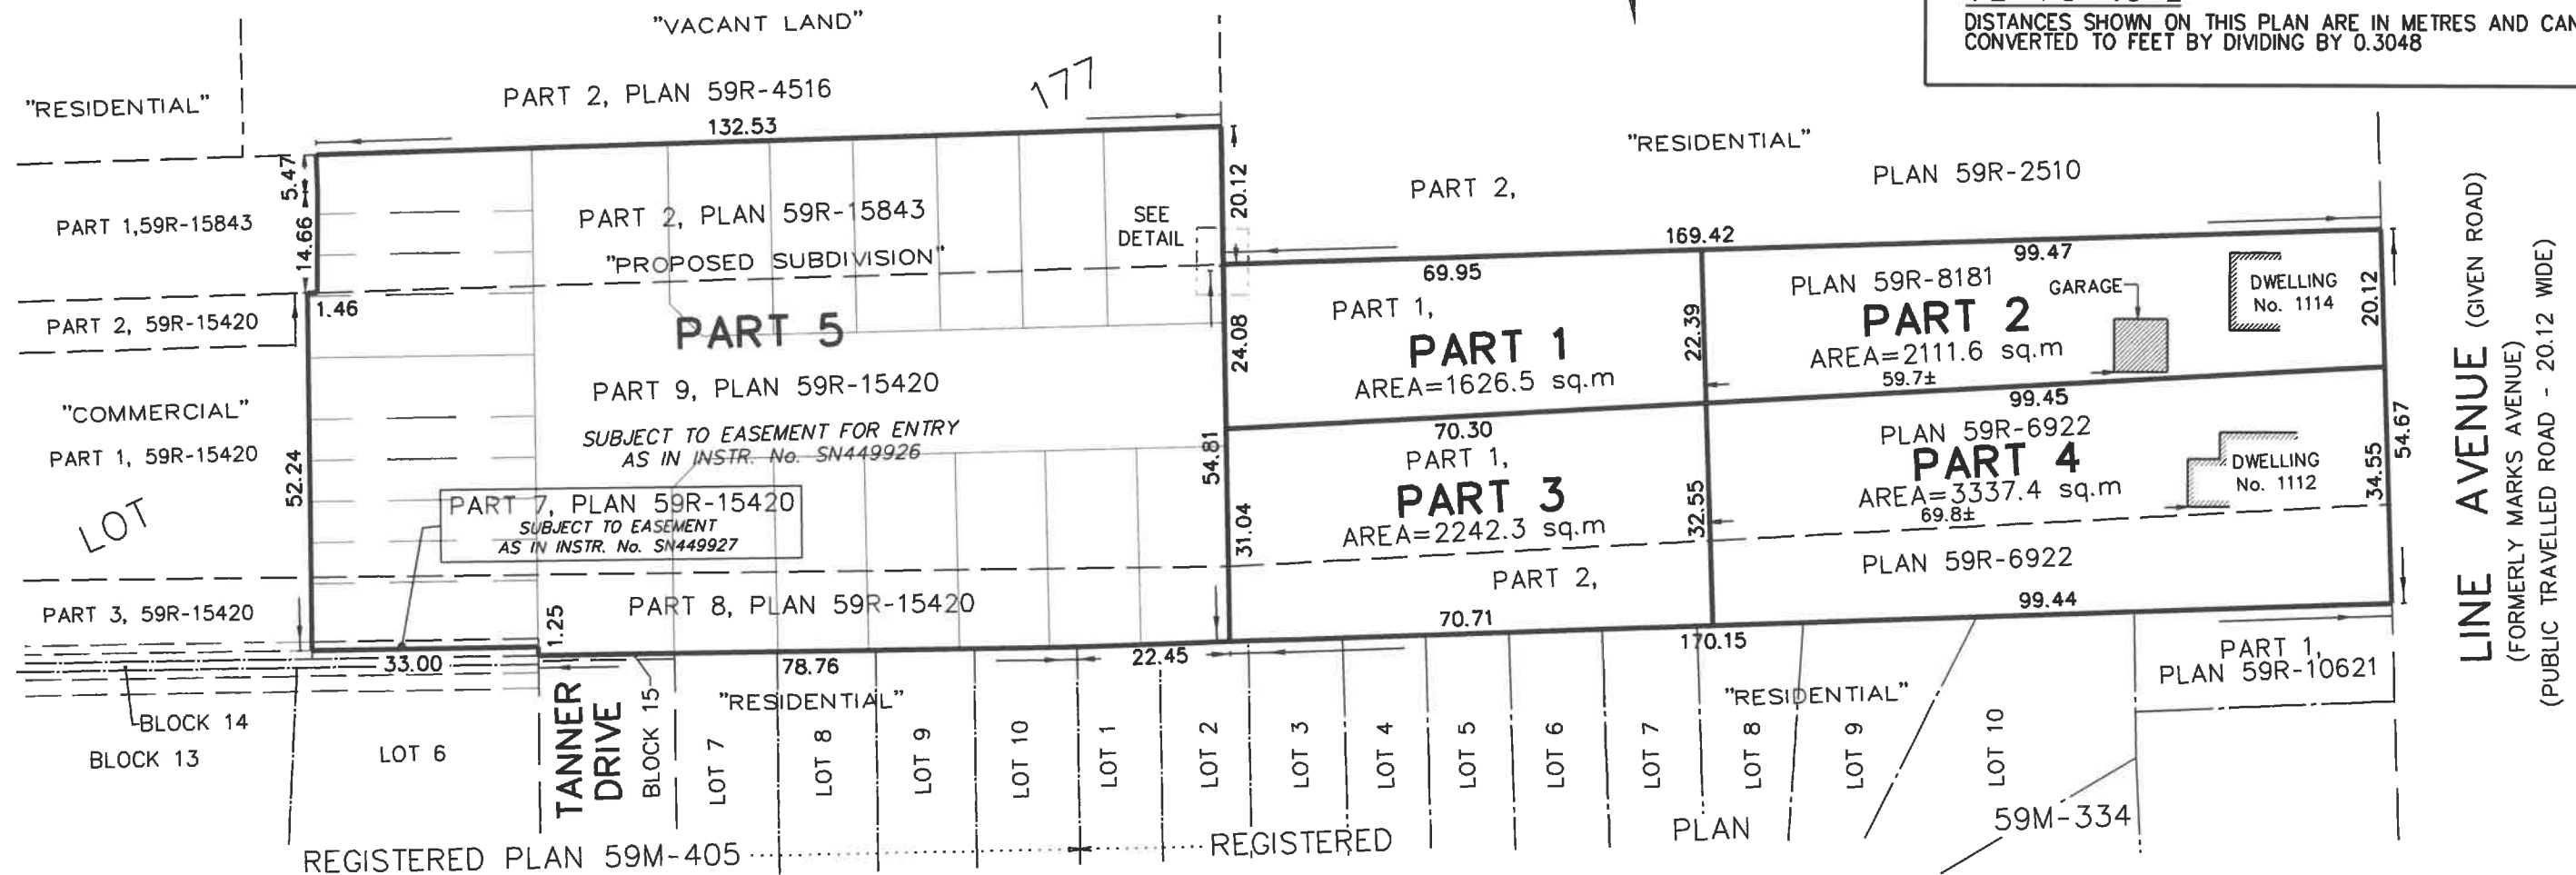 DISTANCES SHOWN ON THIS PLAN ARE IN METRES AND CAN
CONVERTED TO FEET BY DIVIDING BY 0.3048
"VACANT LAND"
"RESIDENTIAL"
PART 2, PLAN 59R-4516
177
132.53
5.47
14.66
PART 1,59R-15843
PART 2, PLAN 59R-15843
"PROPOSED SUBDIVISION"
SEE
DETAIL
20.12
1.46
PART 2, 59R-15420
PART 5
24.08
PART 9, PLAN 59R-15420
"COMMERCIAL"
PART 1, 59R-15420
SUBJECT TO EASEMENT FOR ENTRY
AS IN INSTR. No. SN449926
54.81
52.24
LOT
PART 7, PLAN 59R-15420
SUBJECT TO EASEMENT
AS IN INSTR. No. SN449927
31.04
PART 3, 59R-15420
PART 8, PLAN 59R-15420
1.25
33.00
78.76
22.45
"RESIDENTIAL"
PART 2,
PLAN 59R-2510
169.42
69.95
99.47
PART 1,
PART 1
AREA=1626.5 sq.m
22.39
PLAN 59R-8181
GARAGE
PART 2
AREA=2111.6 sq.m
59.7±
DWELLING
No. 1114
20.12
70.30
99.45
PART 1,
PART 3
AREA=2242.3 sq.m
32.55
PLAN 59R-6922
PART 4
AREA=3337.4 sq.m
69.8±
DWELLING
No. 1112
34.55
54.67
PART 2,
PLAN 59R-6922
70.71
99.44
170.15
PART 1,
PLAN 59R-10621
LINE AVENUE (GIVEN ROAD)
(FORMERLY MARKS AVENUE)
(PUBLIC TRAVELLED ROAD - 20.12 WIDE)
BLOCK 14
BLOCK 13
LOT 6
TANNER
DRIVE
BLOCK 15
"RESIDENTIAL"
LOT 7
LOT 8
LOT 9
LOT 10
LOT 1
LOT 2
LOT 3
LOT 4
LOT 5
LOT 6
LOT 7
"RESIDENTIAL"
LOT 8
LOT 9
LOT 10
REGISTERED PLAN 59M-405
REGISTERED
PLAN
59M-334